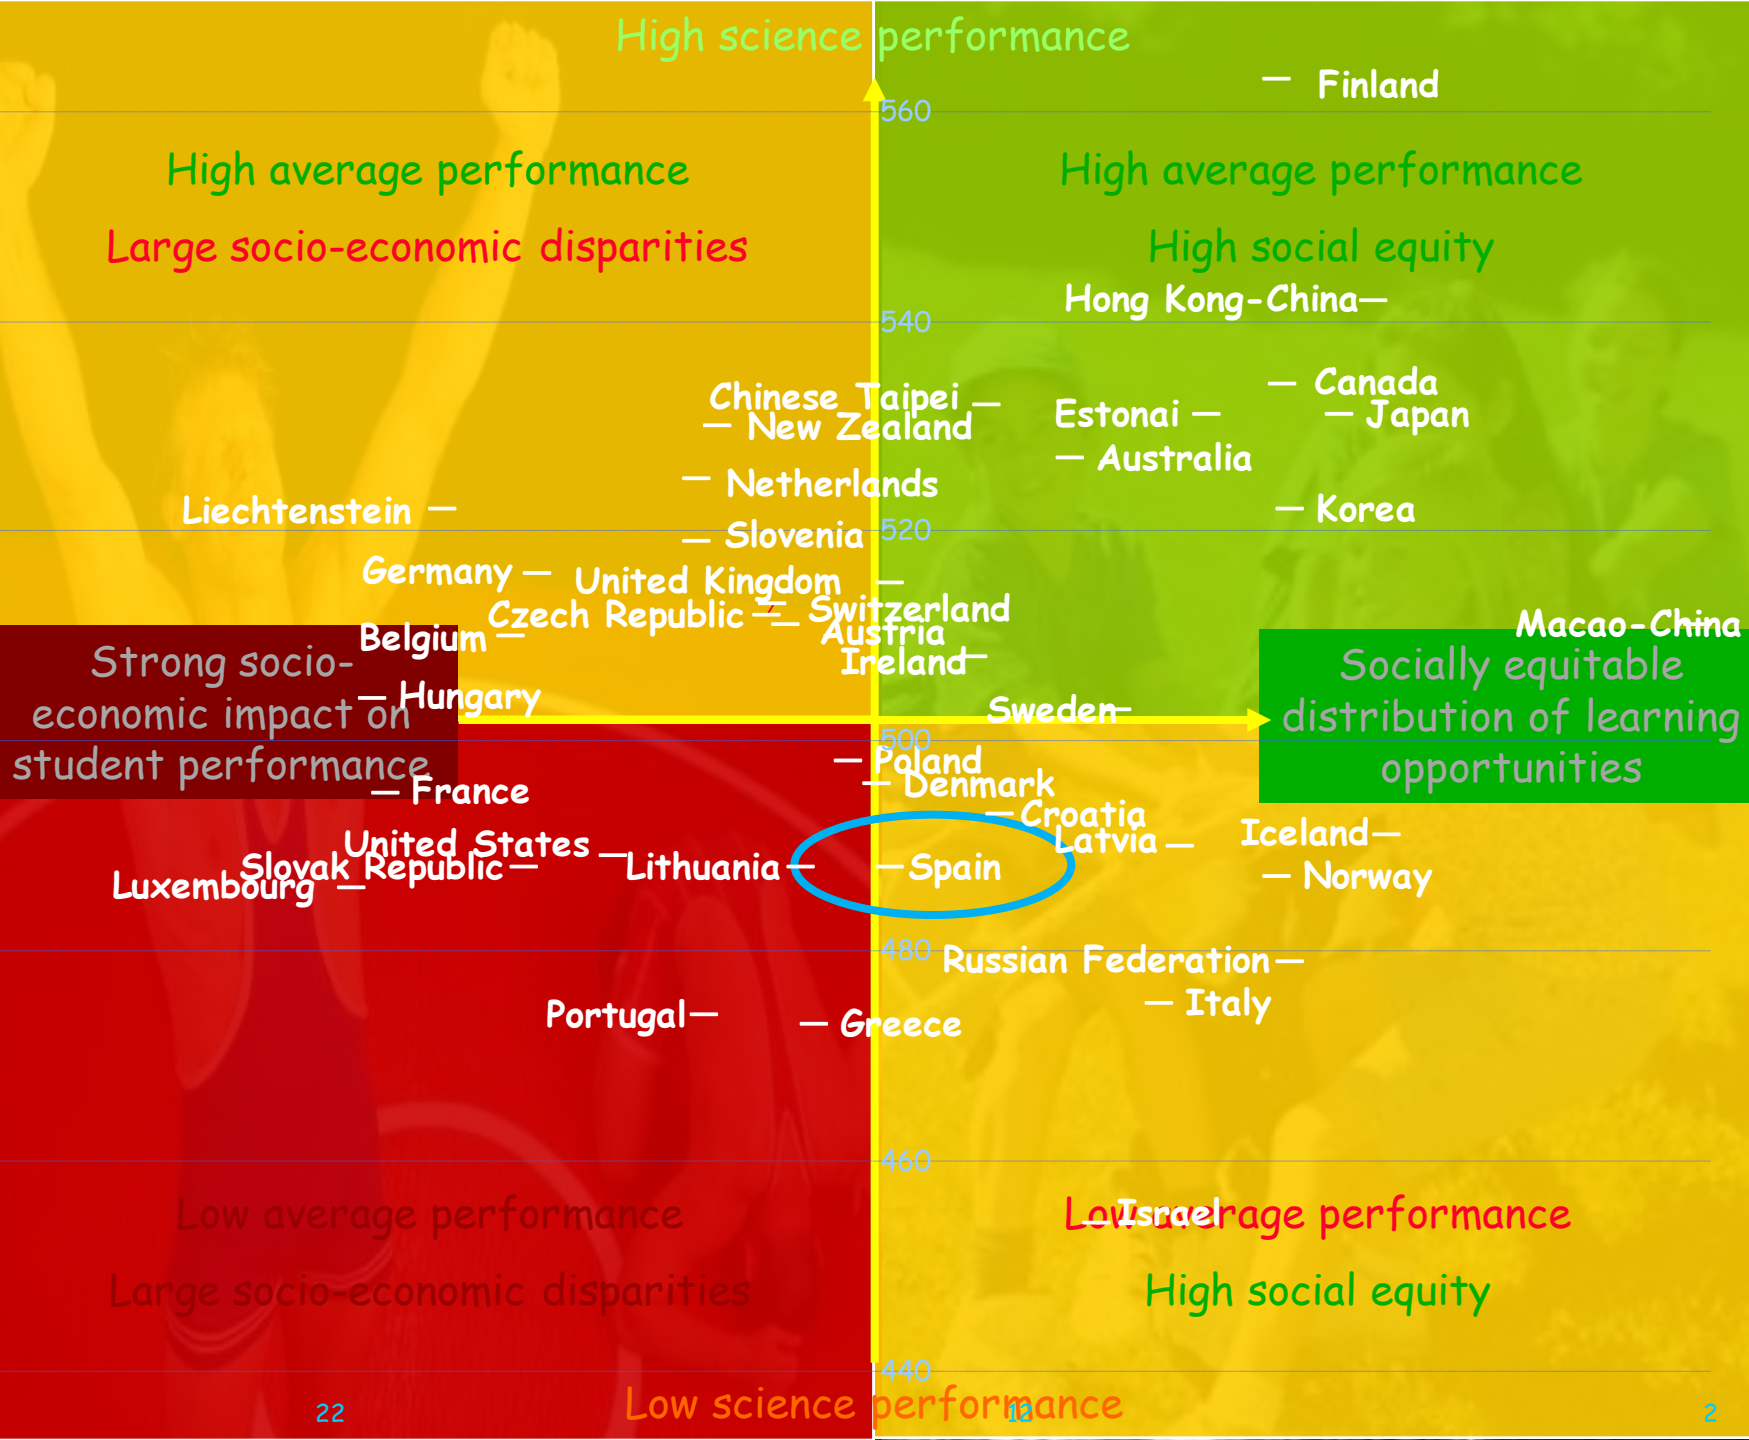 High science performance
Finland
560
High average performance
High average performance
Large socio-economic disparities
High social equity
Hong Kong-China
540
Canada
Chinese Taipei
Estonai
Japan
New Zealand
Australia
Netherlands
Liechtenstein
Korea
520
Slovenia
Germany
United Kingdom
Czech Republic
Switzerland
Macao-China
Austria
Belgium
Ireland
Strong socio-
economic impact on
student performance
Socially equitable
distribution of learning
opportunities
Hungary
Sweden
500
Poland
Denmark
France
Croatia
Latvia
Iceland
United States
Slovak Republic
Lithuania
Spain
Norway
Luxembourg
480
Russian Federation
Italy
Portugal
Greece
460
Low average performance
Low average performance
Israel
Large socio-economic disparities
High social equity
440
Low science performance
22
12
2